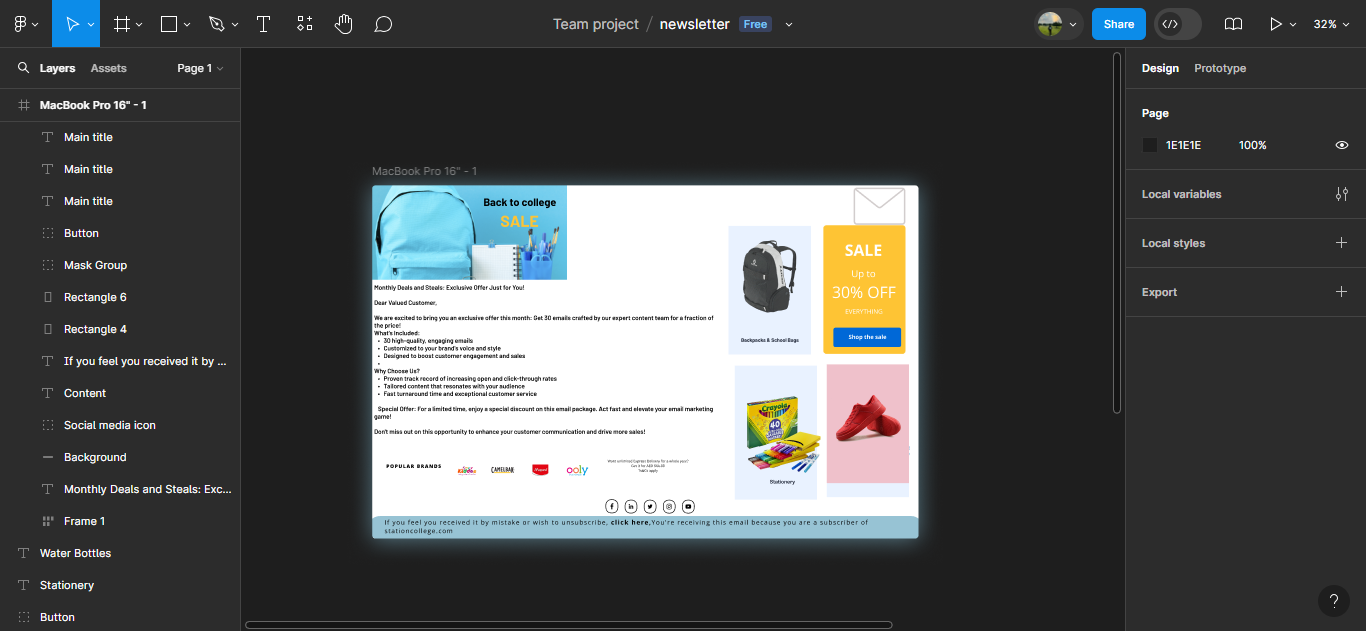 Team project / newsletter Free
Share
32%
Layers Assets Page 1
MacBook Pro 16" - 1
Main title
Main title
Main title
Button
Mask Group
Rectangle 6
Rectangle 4
If you feel you received it by ...
Content
Social media icon
Background
Monthly Deals and Steals: Exc...
Frame 1
Water Bottles
Stationery
Button
MacBook Pro 16" - 1
Back to college
SALE
Monthly Deals and Steals: Exclusive Offer Just for You!
Dear Valued Customer,
We are excited to bring you an exclusive offer this month: Get 30 emails crafted by our expert content team for a fraction of
the price!
What's Included:
• 30 high-quality, engaging emails
• Customized to your brand's voice and style
• Designed to boost customer engagement and sales
•
Why Choose Us?
• Proven track record of increasing open and click-through rates
• Tailored content that resonates with your audience
• Fast turnaround time and exceptional customer service
Special Offer: For a limited time, enjoy a special discount on this email package. Act fast and elevate your email marketing
game!
Don't miss out on this opportunity to enhance your customer communication and drive more sales!
POPULAR BRANDS
CAMELBAK
ooly
Backpacks & School Bags
SALE
Up to
30% OFF
EVERYTHING
Shop the sale
Crayola
40
Stationery
If you feel you received it by mistake or wish to unsubscribe, click here,You're receiving this email because you are a subscriber of
stationcollege.com
Design Prototype
Page
1E1E1E 100%
Local variables
Local styles
Export
?